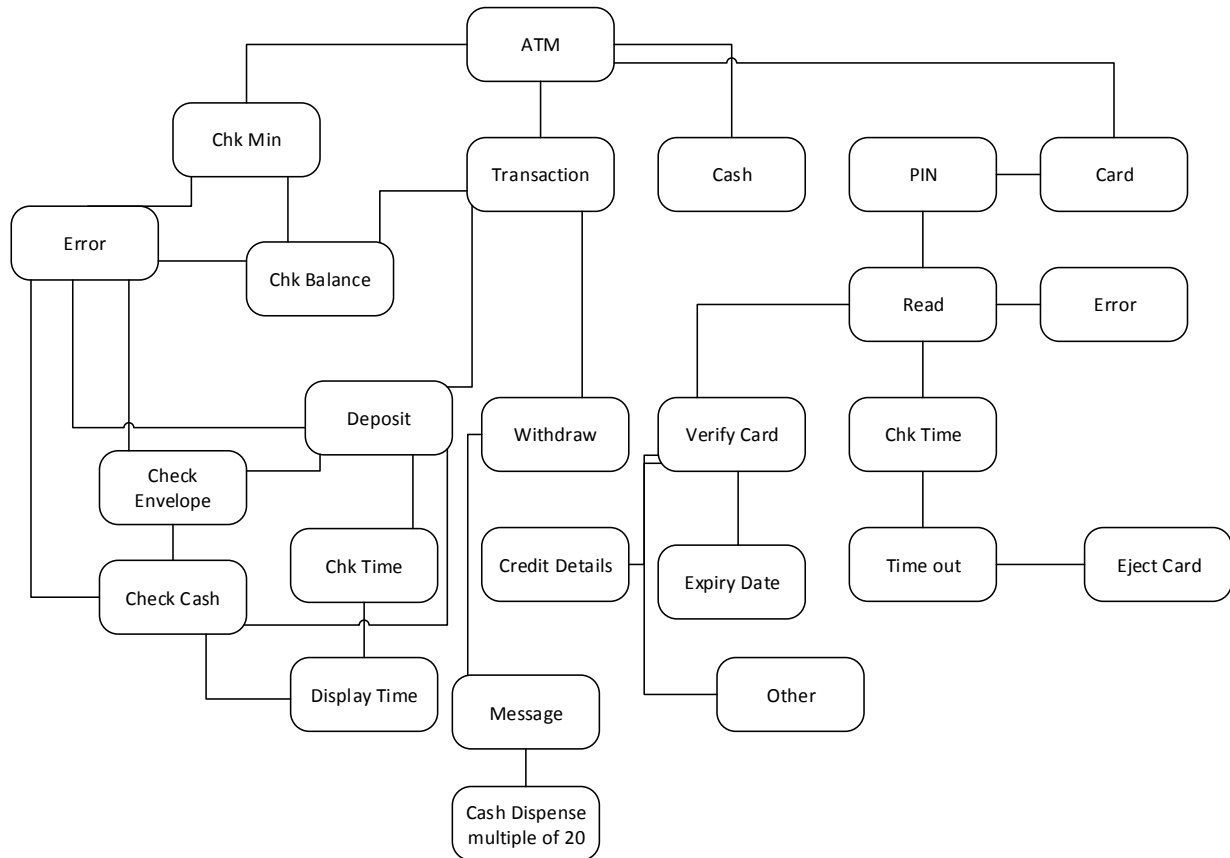 ATM
Chk Min
Transaction
Cash
PIN
Card
Error
Chk Balance
Read
Error
Deposit
Withdraw
Verify Card
Chk Time
Check
Envelope
Chk Time
Credit Details
Expiry Date
Time out
Eject Card
Check Cash
Display Time
Message
Other
Cash Dispense
multiple of 20